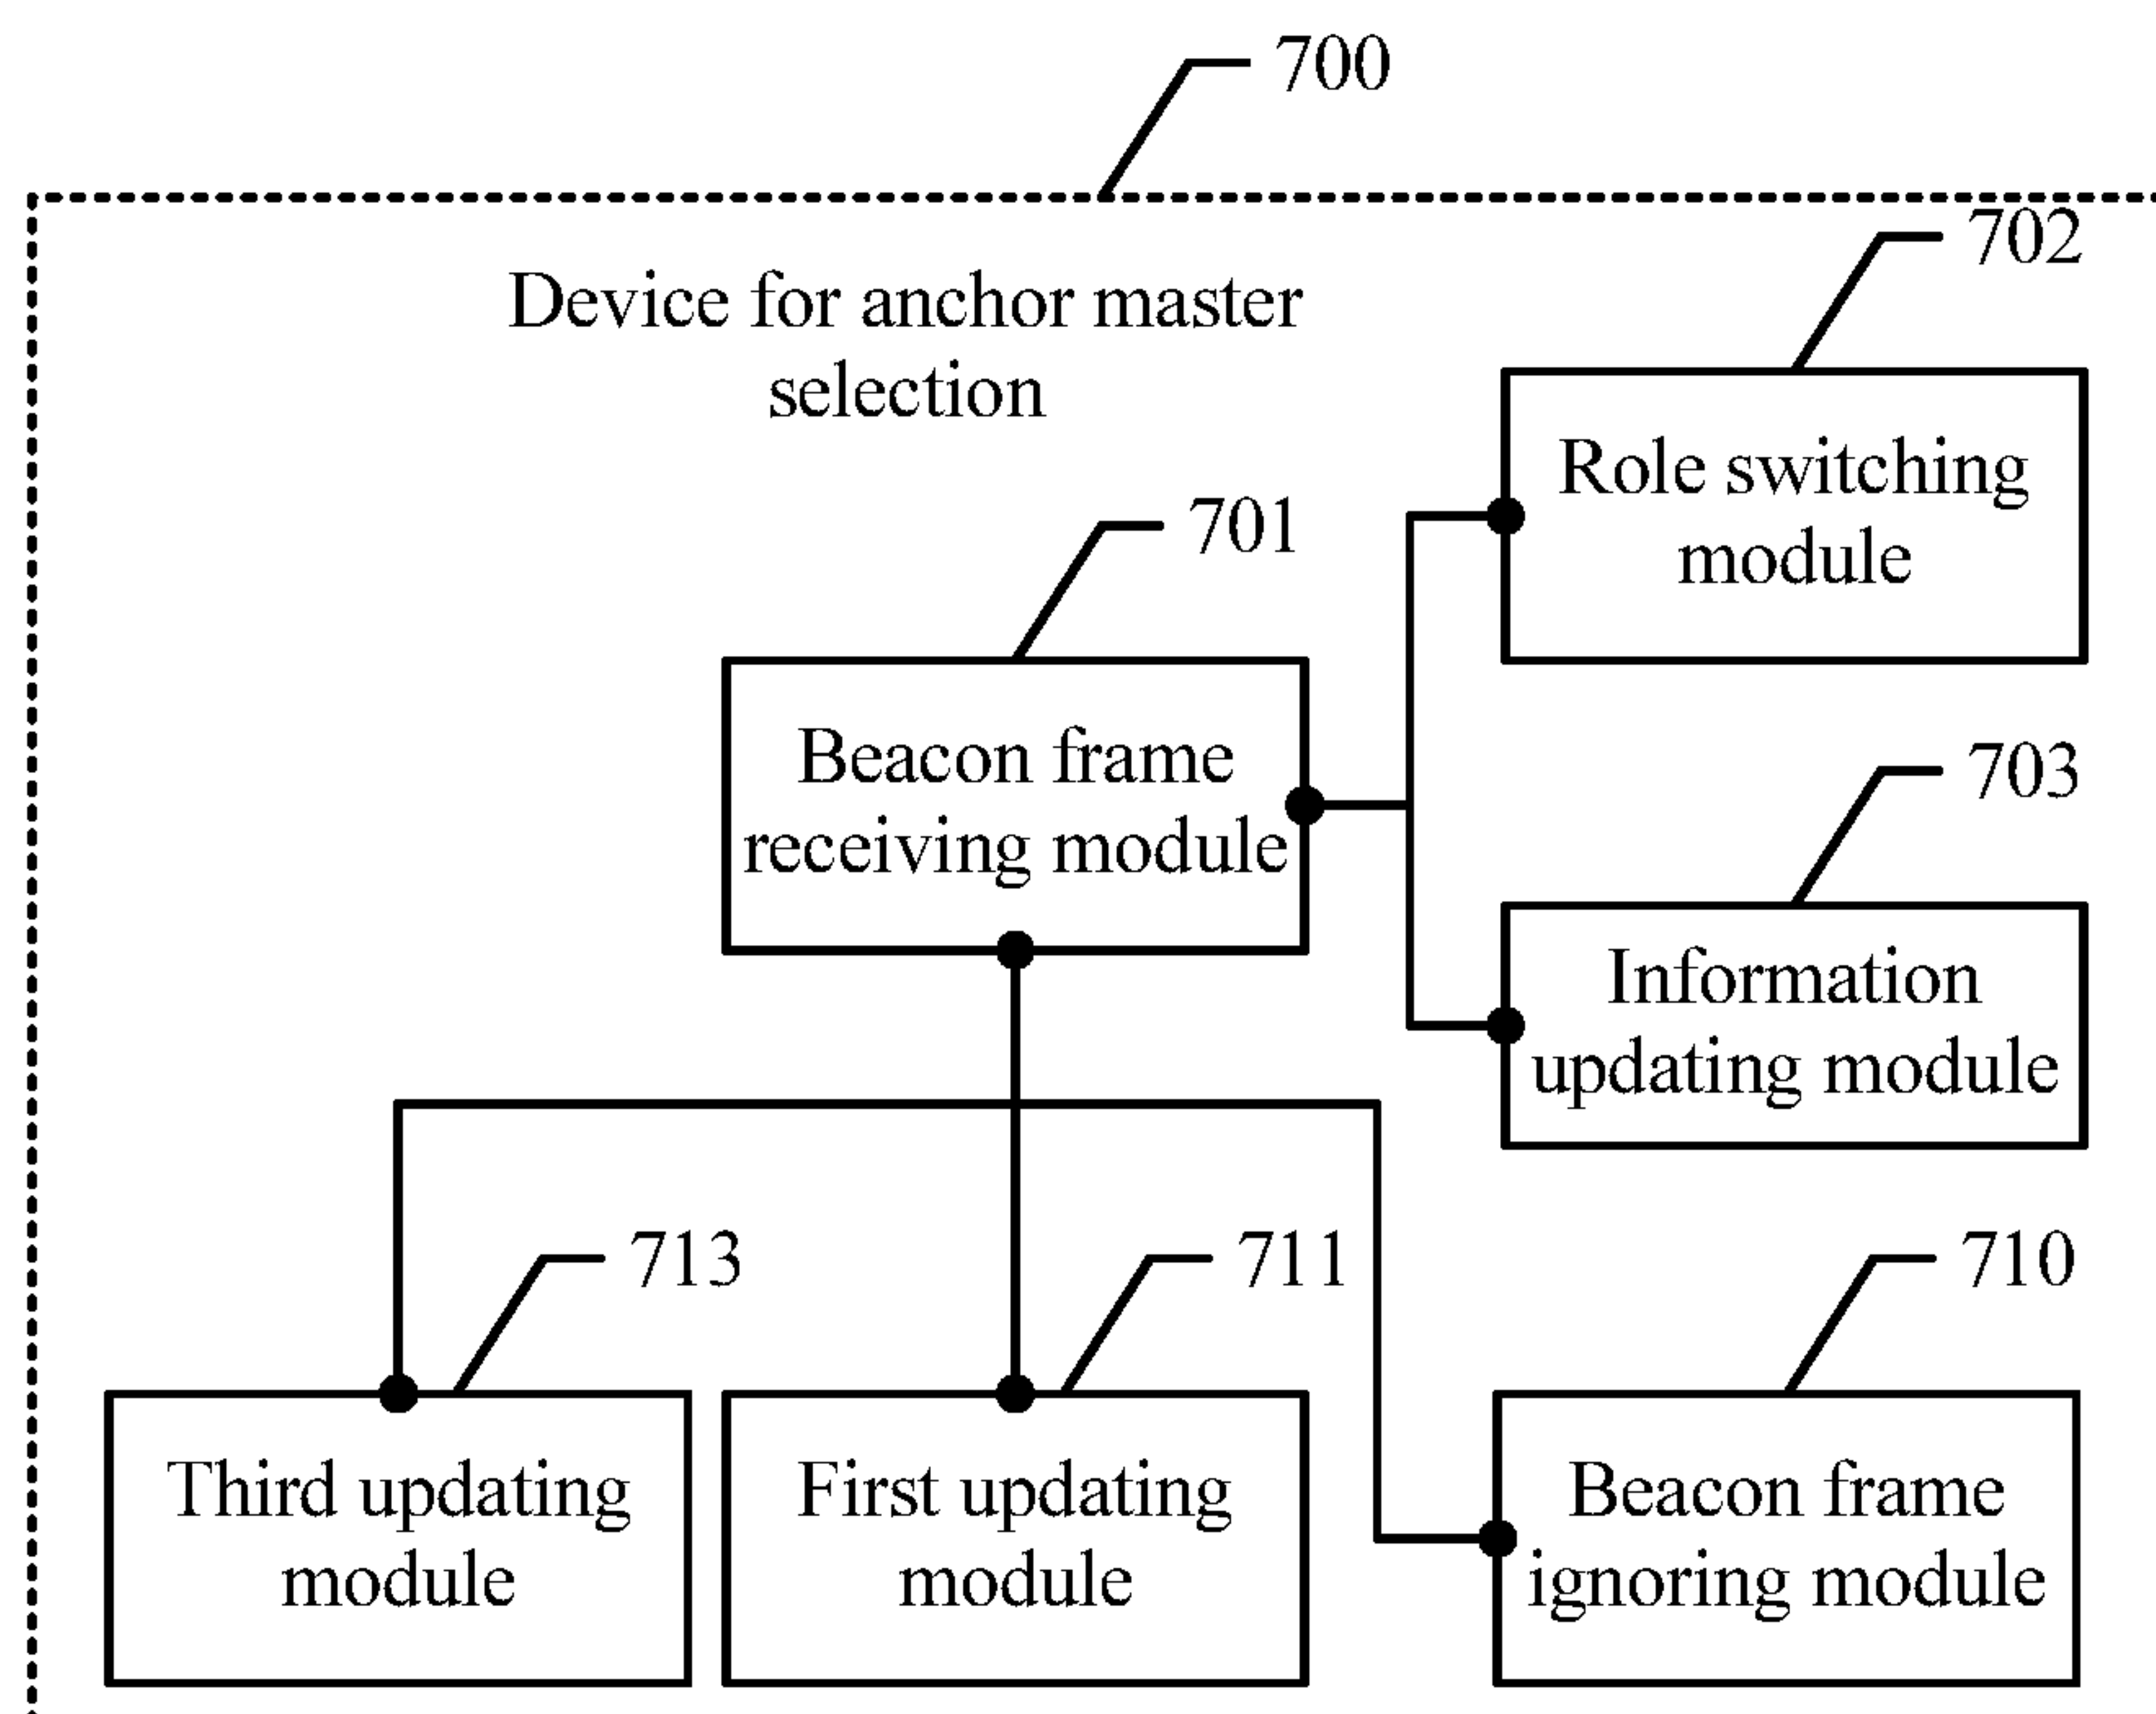 700
702
Device for anchor master
selection
Role switching
module
701
Beacon frame
receiving module
703
Information
updating module
713
711
710
Third updating
module
First updating
module
Beacon frame
ignoring module